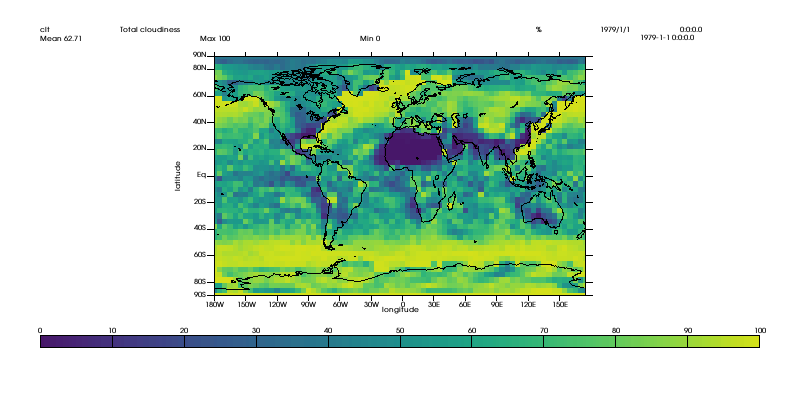 clt Total cloudiness % 1979/1/1 0:0:0.0
Mean 62.71 Max 100 Min 0 1979-1-1 0:0:0.0
90N
80N
60N
40N
20N
Eq
20S
40S
60S
80S
90S
latitude
180W 150W 120W 90W 60W 30W 0 30E 60E 90E 120E 150E
longitude
0 10 20 30 40 50 60 70 80 90 100